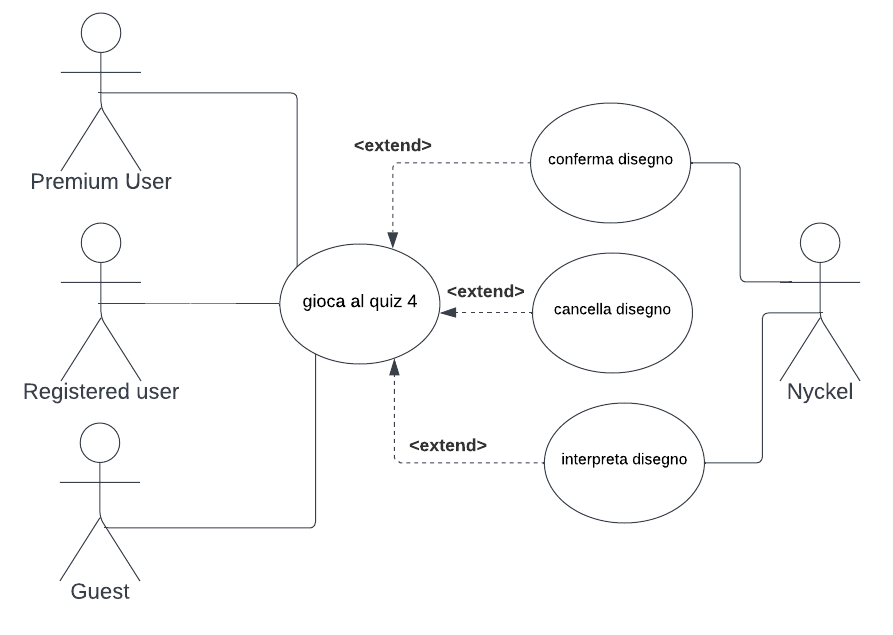 Premium User
Registered user
Guest
gioca al quiz 4
<extend>
<extend>
<extend>
conferma disegno
cancella disegno
interpreta disegno
Nyckel